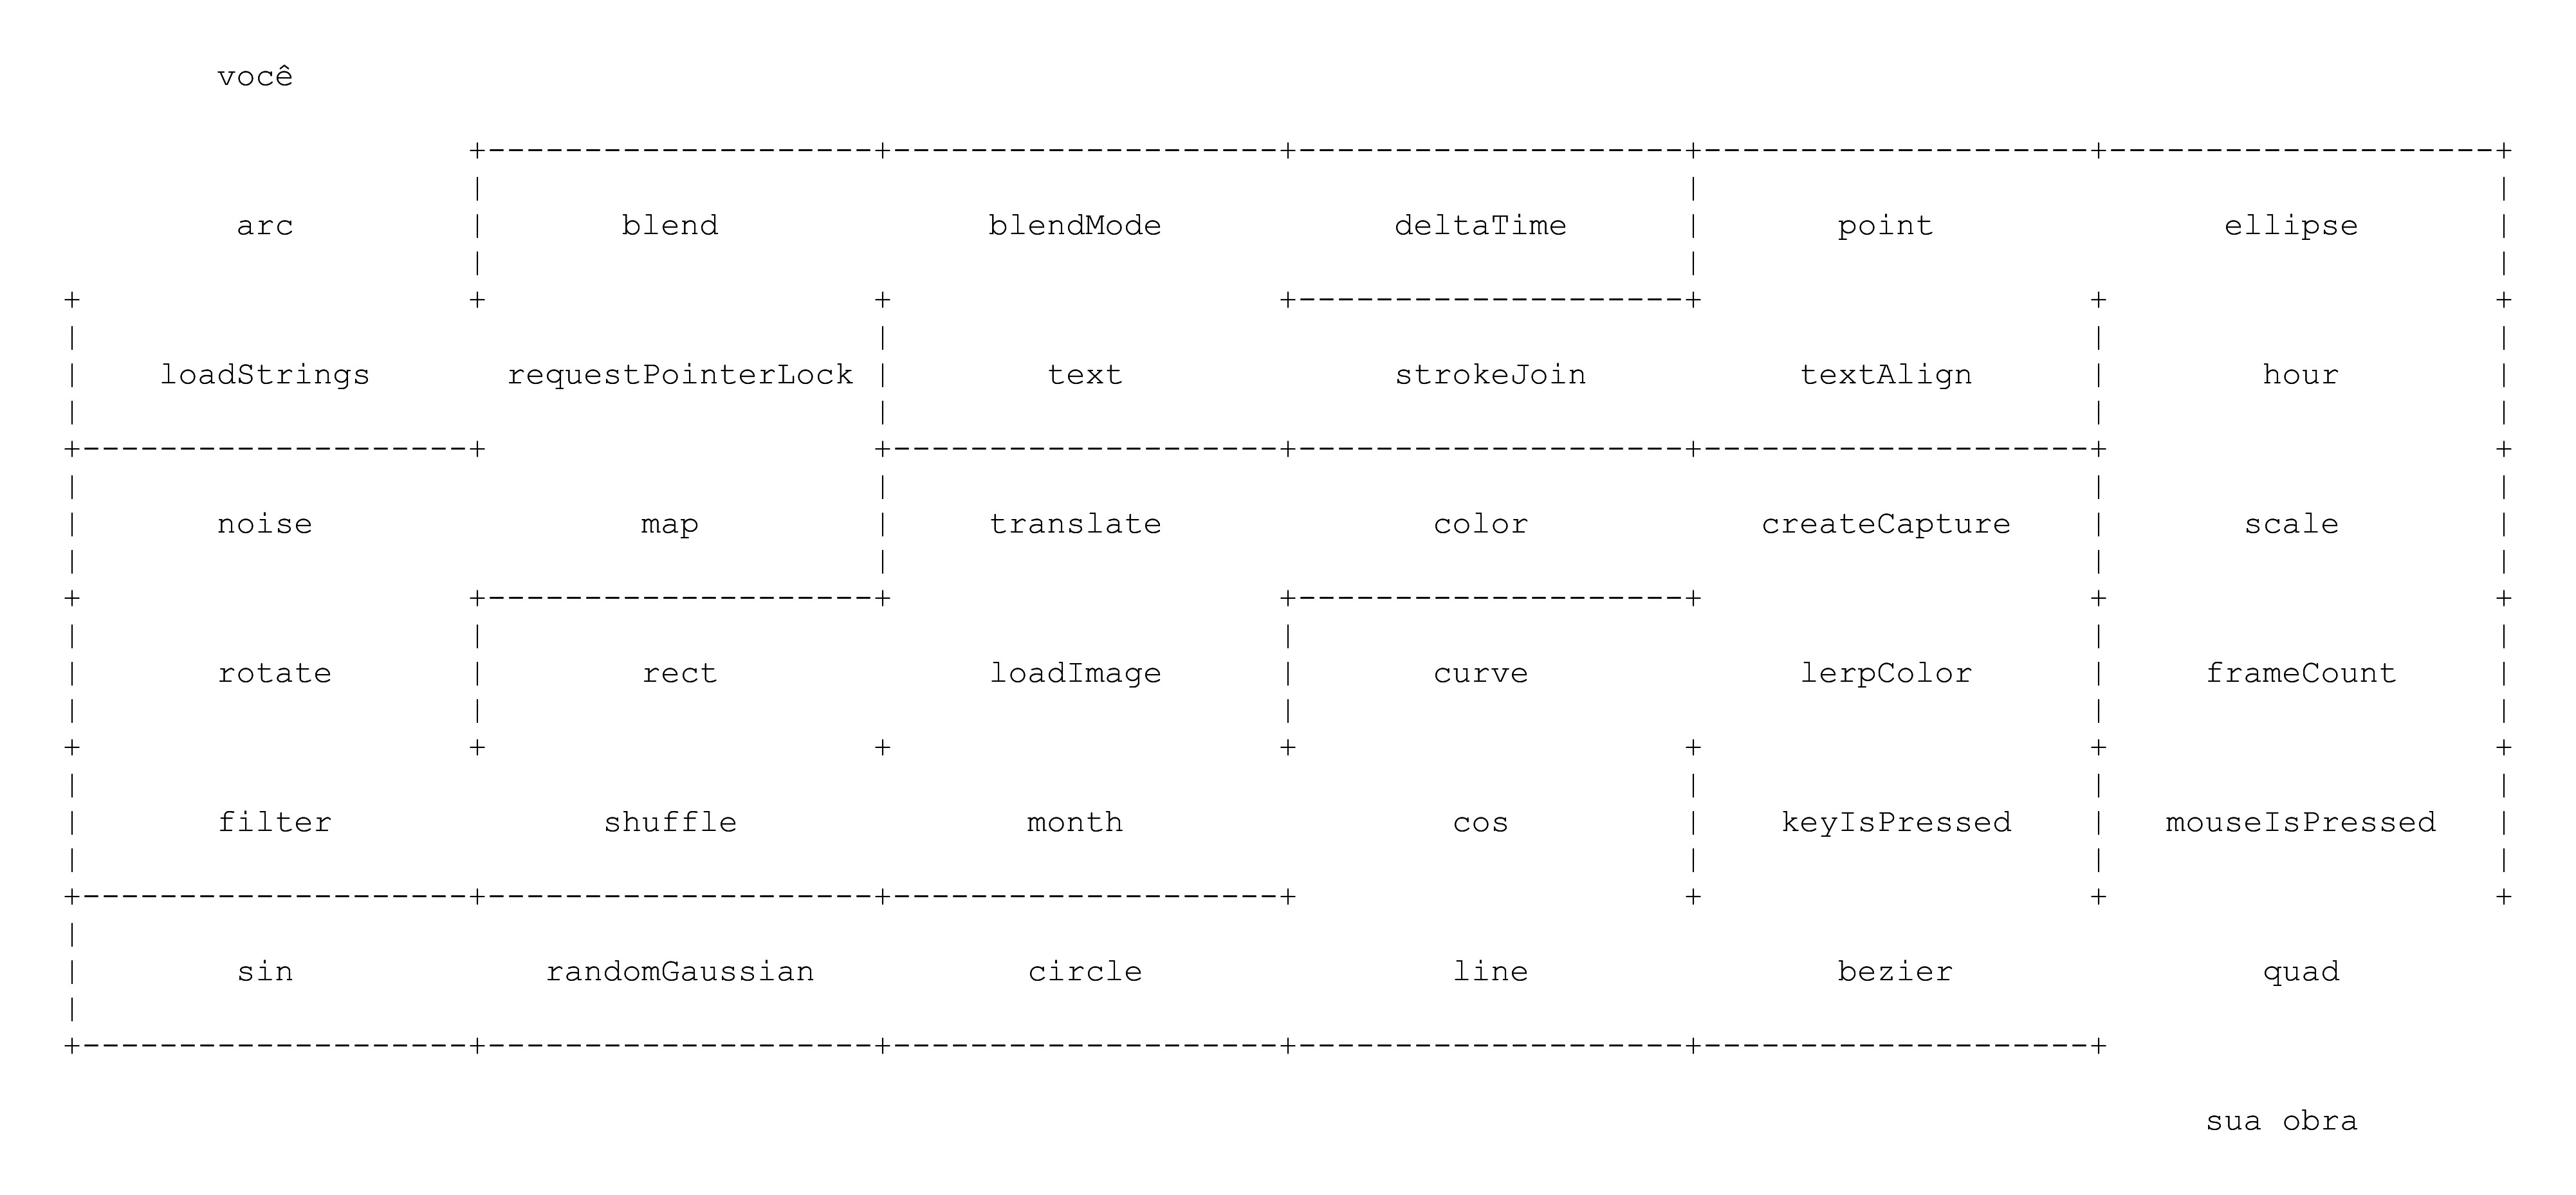 você
arc blend blendMode deltaTime point ellipse
loadStrings requestPointerLock text strokeJoin textAlign hour
noise map translate color createCapture scale
rotate rect loadImage curve lerpColor frameCount
filter shuffle month cos keyIsPressed mouseIsPressed
sin randomGaussian circle line bezier quad
sua obra